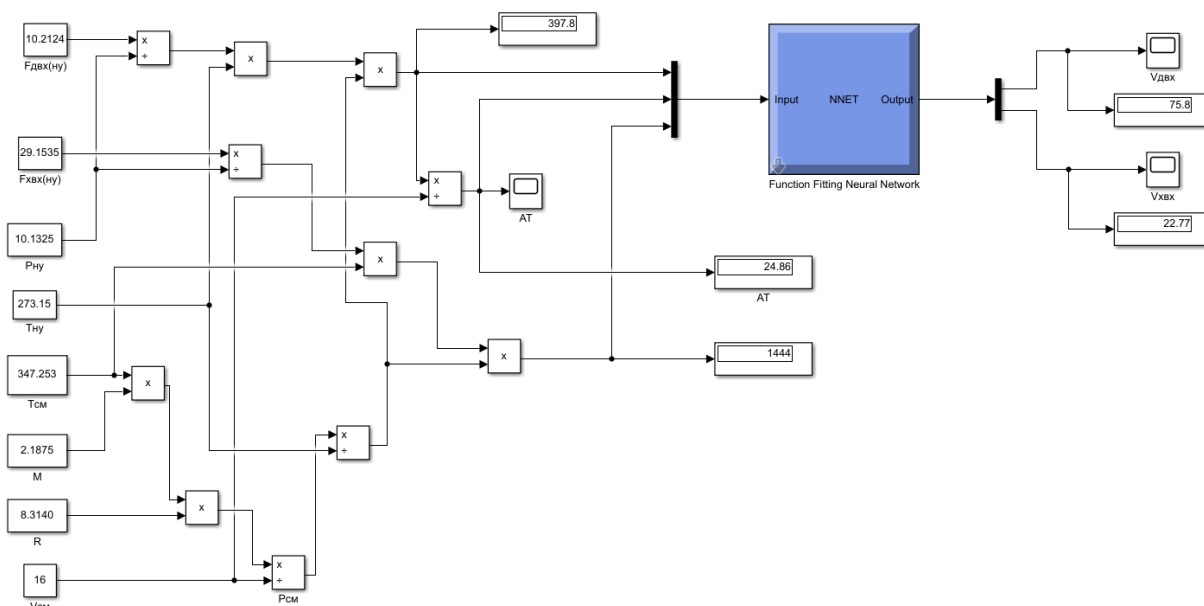 10.2124
Fдвх(ну)
x
÷
x
x
397.8
29.1535
Fхвх(ну)
x
÷
x
÷
AT
10.1325
Pну
x
24.86
AT
273.15
Tну
347.253
Tсм
x
x
1444
2.1875
M
x
÷
8.3140
R
x
16
Vсм
x
÷
Pсм
Input
NNET
Output
Function Fitting Neural Network
Vдвх
75.8
Vхвх
22.77